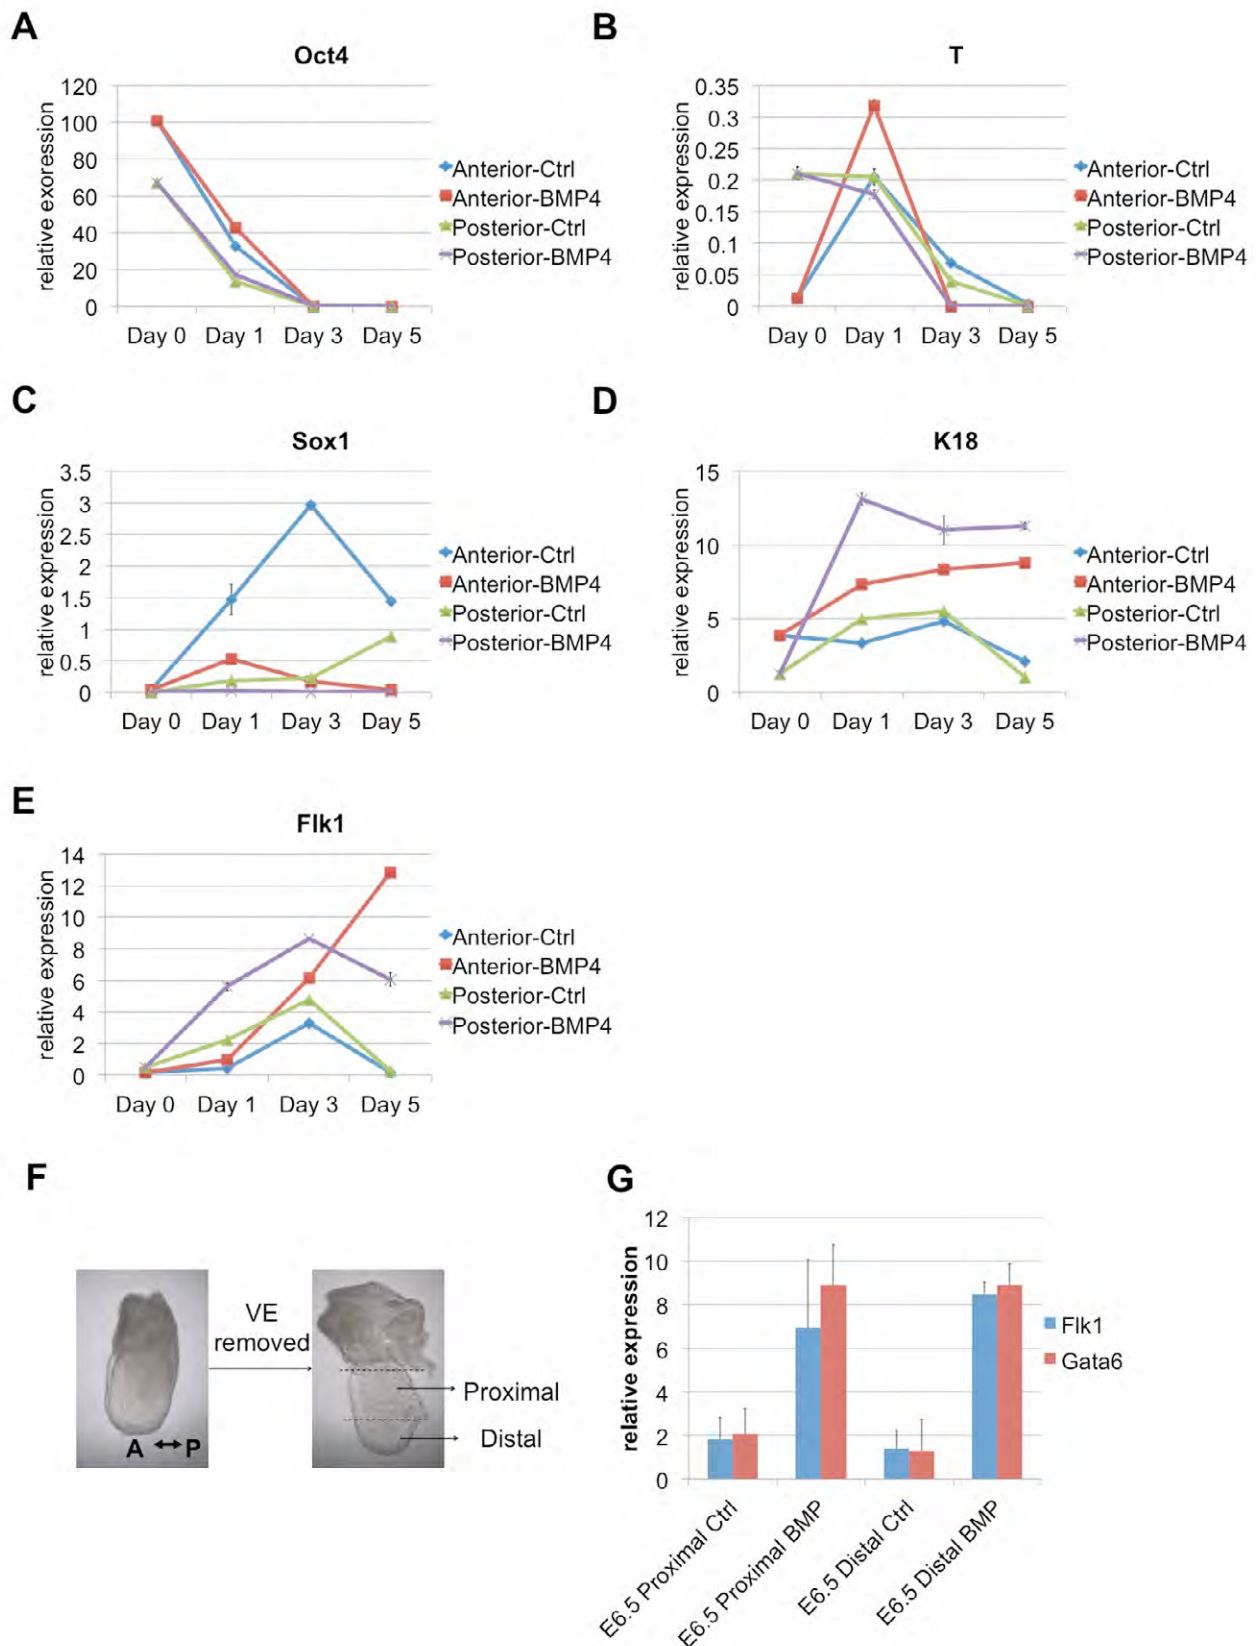 A
Oct4
relative exoression
120
100
80
60
40
20
0
Day 0 Day 1 Day 3 Day 5
Anterior-Ctrl
Anterior-BMP4
Posterior-Ctrl
Posterior-BMP4
B
T
relative expression
0.35
0.3
0.25
0.2
0.15
0.1
0.05
0
Day 0 Day 1 Day 3 Day 5
Anterior-Ctrl
Anterior-BMP4
Posterior-Ctrl
Posterior-BMP4
C
Sox1
relative expression
3.5
3
2.5
2
1.5
1
0.5
0
Day 0 Day 1 Day 3 Day 5
Anterior-Ctrl
Anterior-BMP4
Posterior-Ctrl
Posterior-BMP4
D
K18
relative expression
15
10
5
0
Day 0 Day 1 Day 3 Day 5
Anterior-Ctrl
Anterior-BMP4
Posterior-Ctrl
Posterior-BMP4
E
Flk1
relative expression
14
12
10
8
6
4
2
0
Day 0 Day 1 Day 3 Day 5
Anterior-Ctrl
Anterior-BMP4
Posterior-Ctrl
Posterior-BMP4
F
A P
VE
removed
Proximal
Distal
G
relative expression
12
10
8
6
4
2
0
E6.5 Proximal Ctrl
E6.5 Proximal BMP
E6.5 Distal Ctrl
E6.5 Distal BMP
Flk1
Gata6